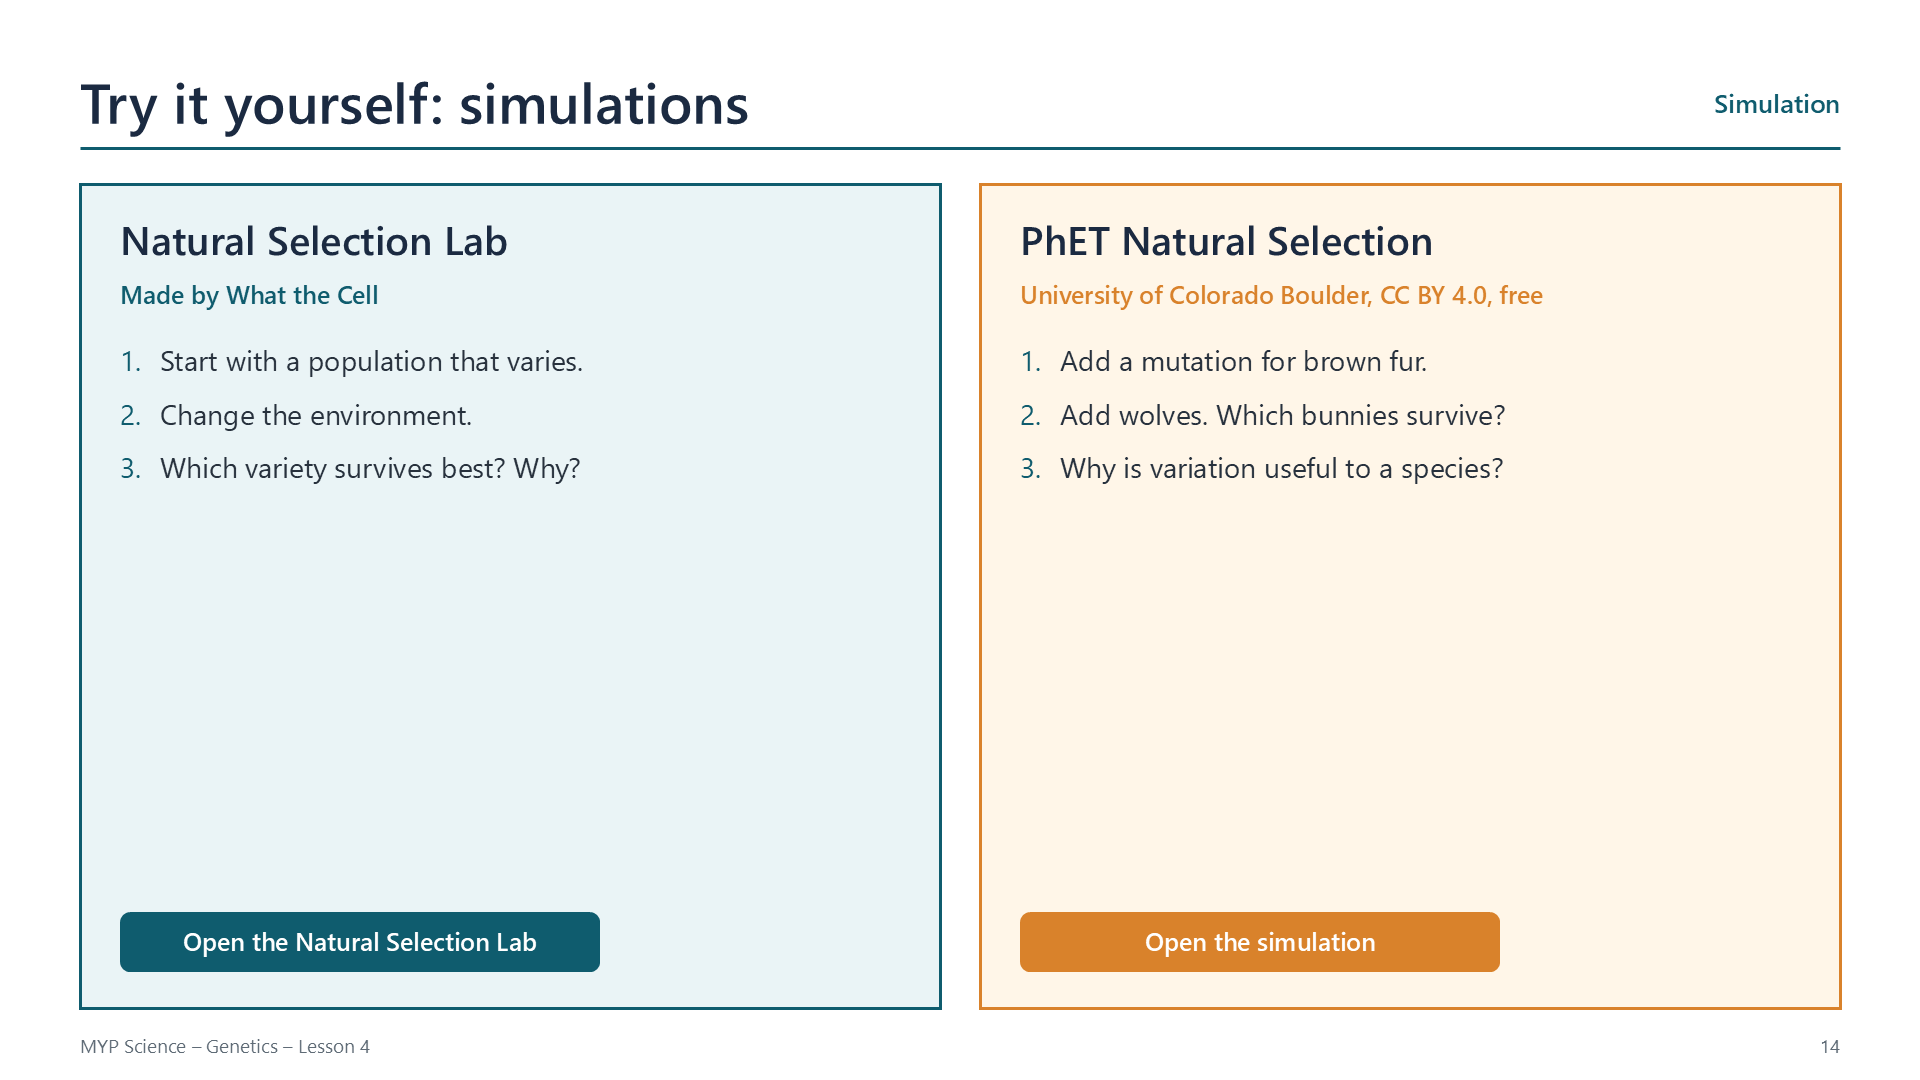 Try it yourself: simulations
Simulation
Natural Selection Lab
Made by What the Cell
1. Start with a population that varies.
2. Change the environment.
3. Which variety survives best? Why?
Open the Natural Selection Lab
PhET Natural Selection
University of Colorado Boulder, CC BY 4.0, free
1. Add a mutation for brown fur.
2. Add wolves. Which bunnies survive?
3. Why is variation useful to a species?
Open the simulation
MYP Science – Genetics – Lesson 4
14